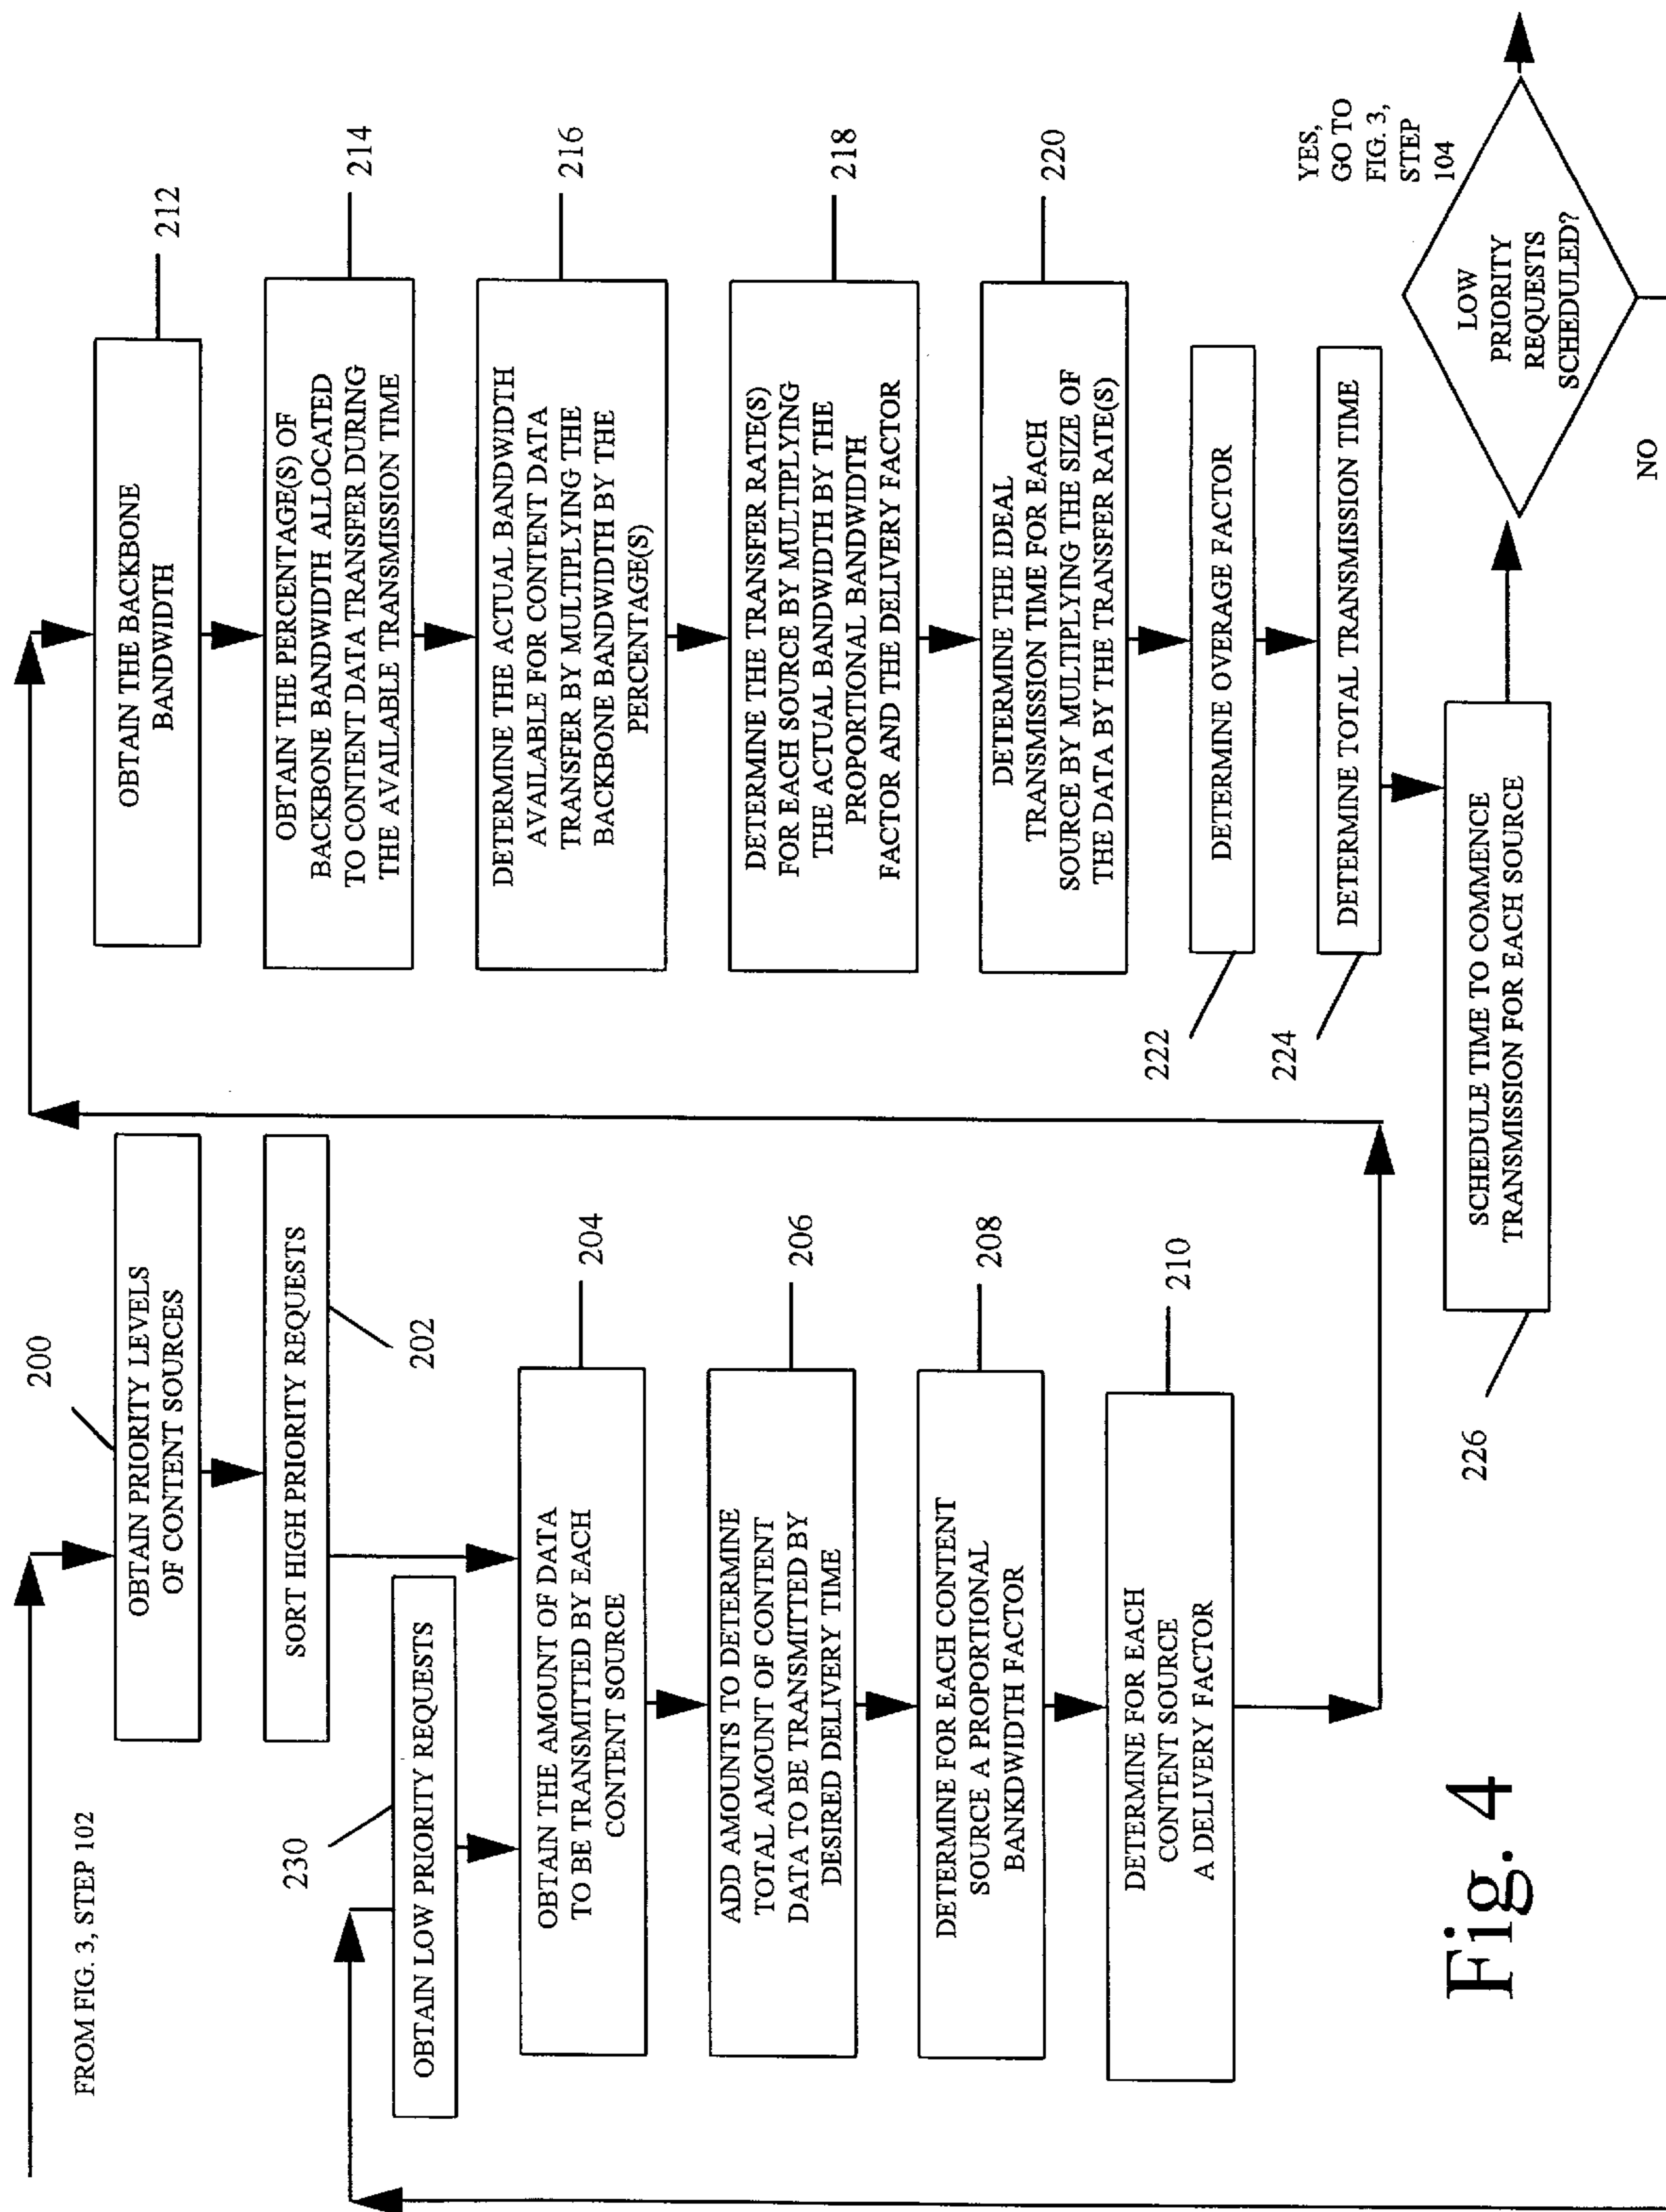 FROM FIG. 3, STEP 102
200
OBTAIN PRIORITY LEVELS
OF CONTENT SOURCES
SORT HIGH PRIORITY REQUESTS
202
230
OBTAIN LOW PRIORITY REQUESTS
OBTAIN THE AMOUNT OF DATA
TO BE TRANSMITTED BY EACH
CONTENT SOURCE
204
ADD AMOUNTS TO DETERMINE
TOTAL AMOUNT OF CONTENT
DATA TO BE TRANSMITTED BY
DESIRED DELIVERY TIME
206
DETERMINE FOR EACH CONTENT
SOURCE A PROPORTIONAL
BANKDWIDTH FACTOR
208
DETERMINE FOR EACH
CONTENT SOURCE
A DELIVERY FACTOR
210
OBTAIN THE BACKBONE
BANDWIDTH
212
OBTAIN THE PERCENTAGE(S) OF
BACKBONE BANDWIDTH ALLOCATED
TO CONTENT DATA TRANSFER DURING
THE AVAILABLE TRANSMISSION TIME
214
DETERMINE THE ACTUAL BANDWIDTH
AVAILABLE FOR CONTENT DATA
TRANSFER BY MULTIPLYING THE
BACKBONE BANDWIDTH BY THE
PERCENTAGE(S)
216
DETERMINE THE TRANSFER RATE(S)
FOR EACH SOURCE BY MULTIPLYING
THE ACTUAL BANDWIDTH BY THE
PROPORTIONAL BANDWIDTH
FACTOR AND THE DELIVERY FACTOR
218
DETERMINE THE IDEAL
TRANSMISSION TIME FOR EACH
SOURCE BY MULTIPLYING THE SIZE OF
THE DATA BY THE TRANSFER RATE(S)
220
DETERMINE OVERAGE FACTOR
222
DETERMINE TOTAL TRANSMISSION TIME
224
SCHEDULE TIME TO COMMENCE
TRANSMISSION FOR EACH SOURCE
226
LOW
PRIORITY
REQUESTS
SCHEDULED?
YES,
GO TO
FIG. 3,
STEP
104
NO
Fig. 4